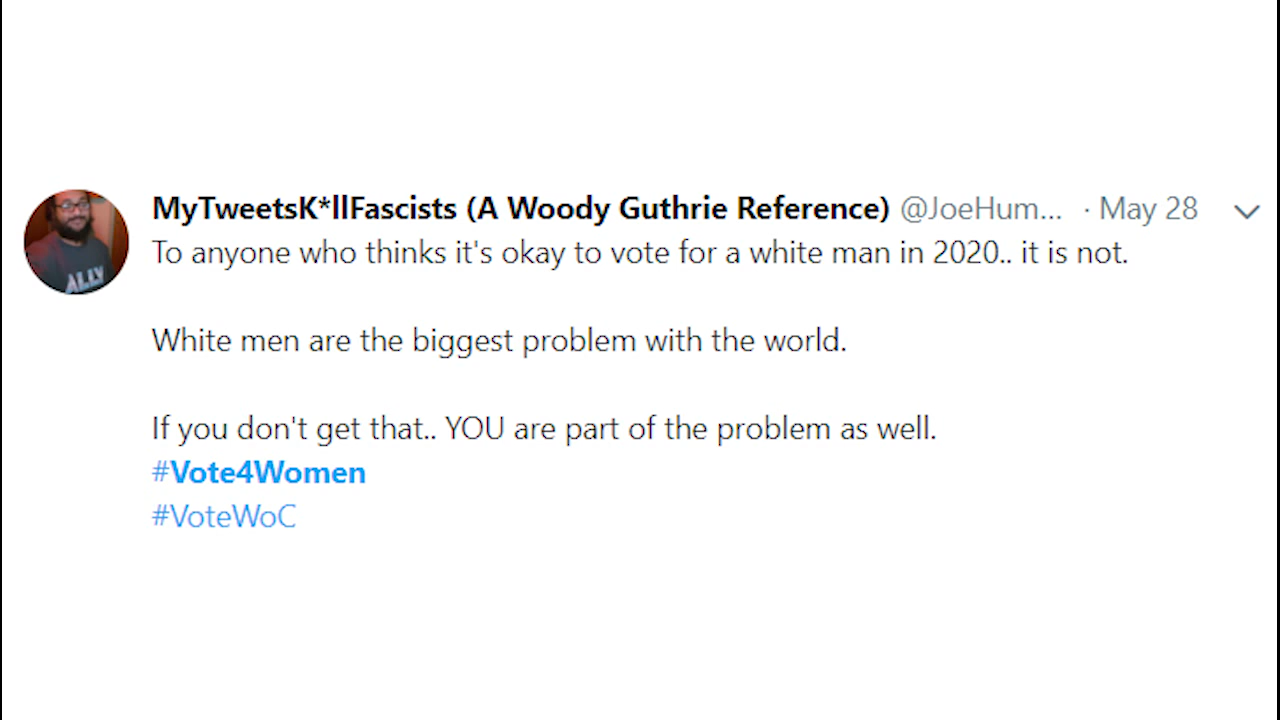 MyTweetsK*llFascists (A Woody Guthrie Reference) @JoeHum... · May 28
To anyone who thinks it's okay to vote for a white man in 2020.. it is not.
White men are the biggest problem with the world.
If you don't get that.. YOU are part of the problem as well.
#Vote4Women
#VoteWoC
ALLY